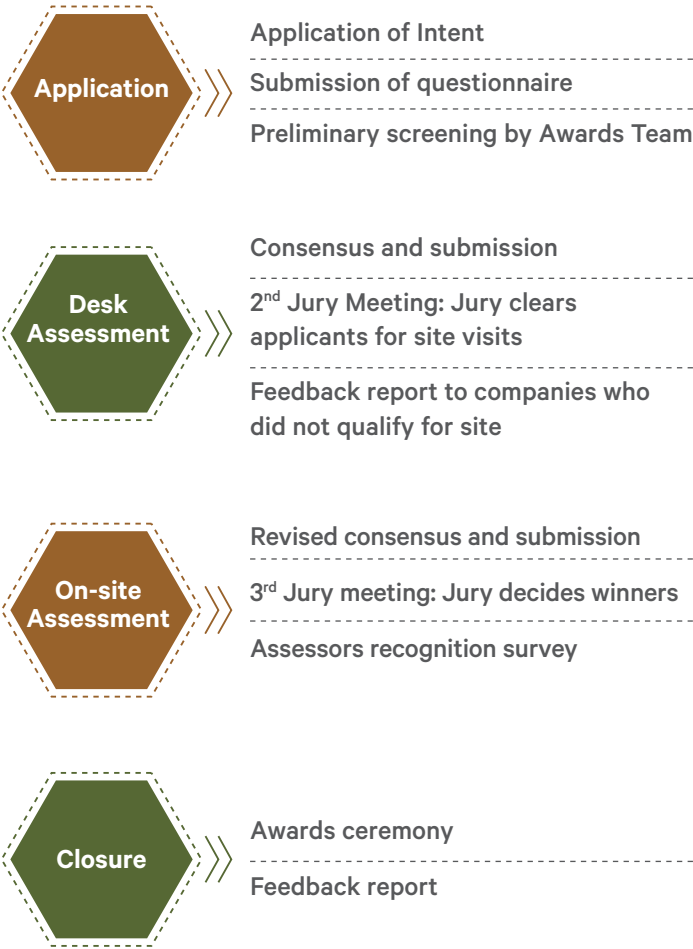 Application
Application of Intent
Submission of questionnaire
Preliminary screening by Awards Team
Desk
Assessment
Consensus and submission
2nd Jury Meeting: Jury clears
applicants for site visits
Feedback report to companies who
did not qualify for site
On-site
Assessment
Revised consensus and submission
3rd Jury meeting: Jury decides winners
Assessors recognition survey
Closure
Awards ceremony
Feedback report